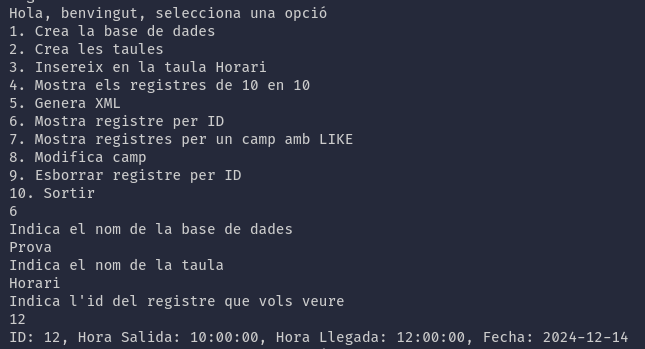 Hola, benvingut, selecciona una opció
1. Crea la base de dades
2. Crea les taules
3. Insereix en la taula Horari
4. Mostra els registres de 10 en 10
5. Genera XML
6. Mostra registre per ID
7. Mostra registres per un camp amb LIKE
8. Modifica camp
9. Esborrar registre per ID
10. Sortir
6
Indica el nom de la base de dades
Prova
Indica el nom de la taula
Horari
Indica l'id del registre que vols veure
12
ID: 12, Hora Salida: 10:00:00, Hora Llegada: 12:00:00, Fecha: 2024-12-14